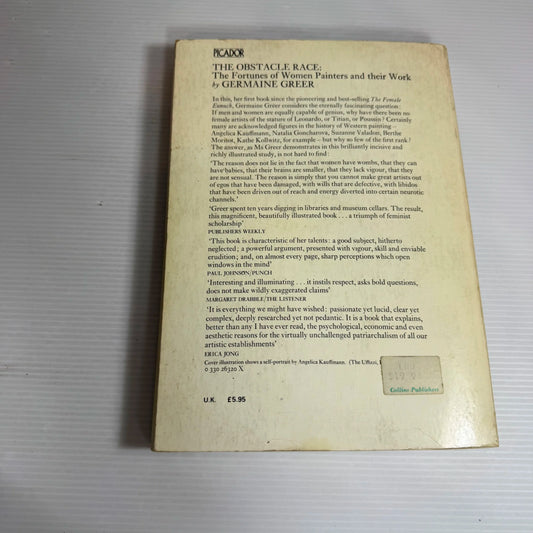 PICADOR
THE OBSTACLE RACE:
The Fortunes of Women Painters and their Work
by GERMAINE GREER
In this, her first book since the pioneering and best-selling The Female
Eunuch, Germaine Greer considers the eternally fascinating question:
If men and women are equally capable of genius, why have there been no
female artists of the stature of Leonardo, or Titian, or Poussin? Certainly
many are acknowledged figures in the history of Western painting –
Angelica Kauffmann, Natalia Goncharova, Suzanne Valadon, Berthe
Morisot, Kathe Kollwitz, for example – but why so few of the first rank?
The answer, as Ms Greer demonstrates in this brilliantly incisive and
richly illustrated study, is not hard to find:
'The reason does not lie in the fact that women have wombs, that they can
have babies, that their brains are smaller, that they lack vigour, that they
are not sensual. The reason is simply that you cannot make great artists out
of egos that have been damaged, with wills that are defective, with libidos
that have been driven out of reach and energy diverted into certain neurotic
channels.'
'Greer spent ten years digging in libraries and museum cellars. The result,
this magnificent, beautifully illustrated book . . . a triumph of feminist
scholarship'
PUBLISHERS WEEKLY
'This book is characteristic of her talents: a good subject, hitherto
neglected; a powerful argument, presented with vigour, skill and enviable
erudition; and, on almost every page, sharp perceptions which open
windows in the mind'
PAUL JOHNSON/PUNCH
'Interesting and illuminating . . . it instils respect, asks bold questions,
does not make wildly exaggerated claims'
MARGARET DRABBLE/THE LISTENER
'It is everything we might have wished: passionate yet lucid, clear yet
complex, deeply researched yet not pedantic. It is a book that explains,
better than any I have ever read, the psychological, economic and even
aesthetic reasons for the virtually unchallenged patriarchalism of all our
artistic establishments'
ERICA JONG
Cover illustration shows a self-portrait by Angelica Kauffmann. (The Uffizi,
0 330 26320 X
Collins Publishers
U.K. £5.95